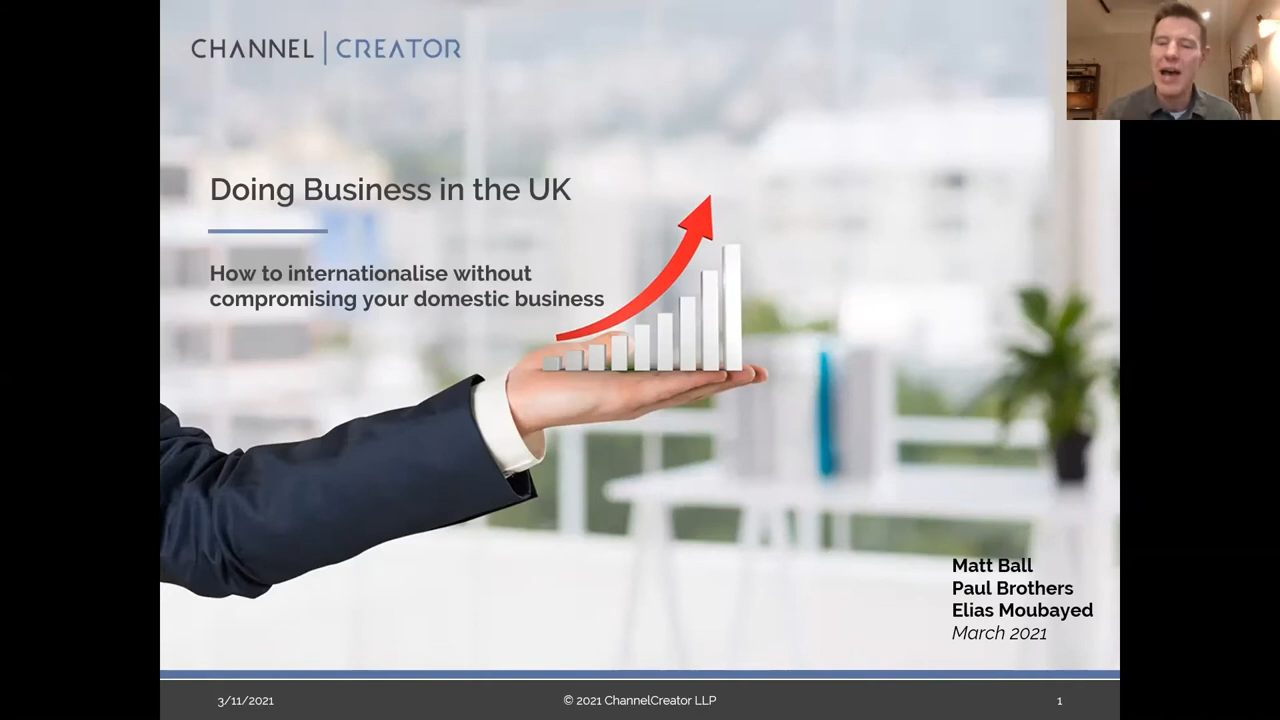 CHANNEL | CREATOR
Doing Business in the UK
How to internationalise without
compromising your domestic business
Matt Ball
Paul Brothers
Elias Moubayed
March 2021
3/11/2021
© 2021 ChannelCreator LLP
1